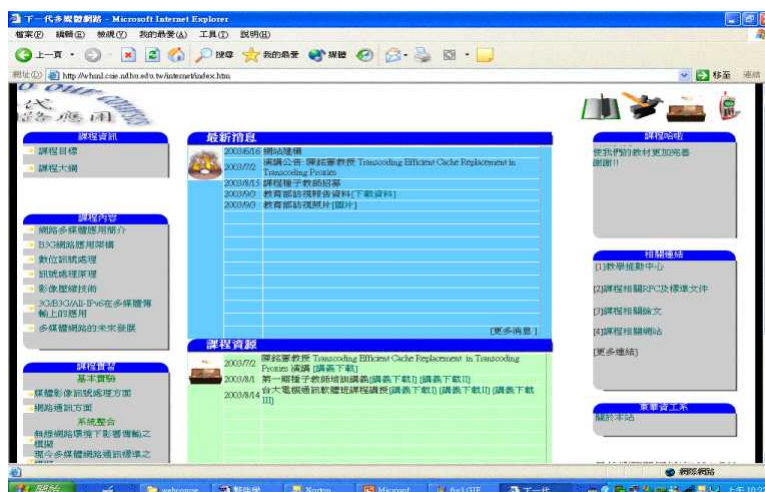 下一代多媒體網路 - Microsoft Internet Explorer
檔案(F) 編輯(E) 檢視(V) 我的最愛(A) 工具(T) 說明(H)
上一頁 搜尋 我的最愛 媒體
網址(D) http://whml.csie.ndhu.edu.tw/internet/index.htm 移至 連結
課程資訊
課程目標
課程大綱
課程內容
網路多媒體應用簡介
B3G網路應用架構
數位訊號處理
訊號處理原理
影像壓縮技術
3G/B3G/All-IPv6在多媒體傳
輸上的應用
多媒體網路的未來發展
課程實習
基本實驗
媒體影像訊號處理方面
網路通訊方面
系統整合
無線網路環境下影響傳輸之
模擬
現今多媒體網路通訊標準之
最新消息
2003/6/16 網站建構
2003/7/2 演講公告: 陳銘憲教授 Transcoding Efficient Cache Replacement in
Transcoding Proxies
2003/8/15 課程種子教師招募
2003/9/3 教育部訪視報告資料[下載資料]
2003/9/3 教育部訪視照片[圖片]
[更多消息]
課程資源
2003/7/2 陳銘憲教授 Transcoding Efficient Cache Replacement in Transcoding
Proxies 演講 [講義下載]
2003/8/1 第一期種子教師培訓講義[講義下載I] [講義下載II]
2003/8/14 台大電機通訊軟體班課程講授[講義下載I] [講義下載II] [講義下載
III]
課程哈啦
使我們的教材更加完善
謝謝!!
相關連結
[1]教學推動中心
[2]課程相關RFC及標準文件
[3]課程相關論文
[4]課程相關網站
[更多連結]
東華資工系
關於本站
網際網路
開始 webcourse Norton Microsoft 下一代 上午 10:22